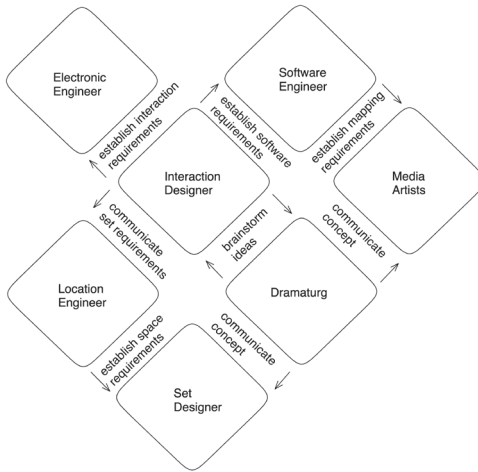 Electronic
Engineer
Software
Engineer
establish interaction
requirements
establish software
requirements
establish mapping
requirements
Interaction
Designer
Media
Artists
communicate
set requirements
brainstorm
ideas
communicate
concept
Location
Engineer
Dramaturg
establish space
requirements
communicate
concept
Set
Designer